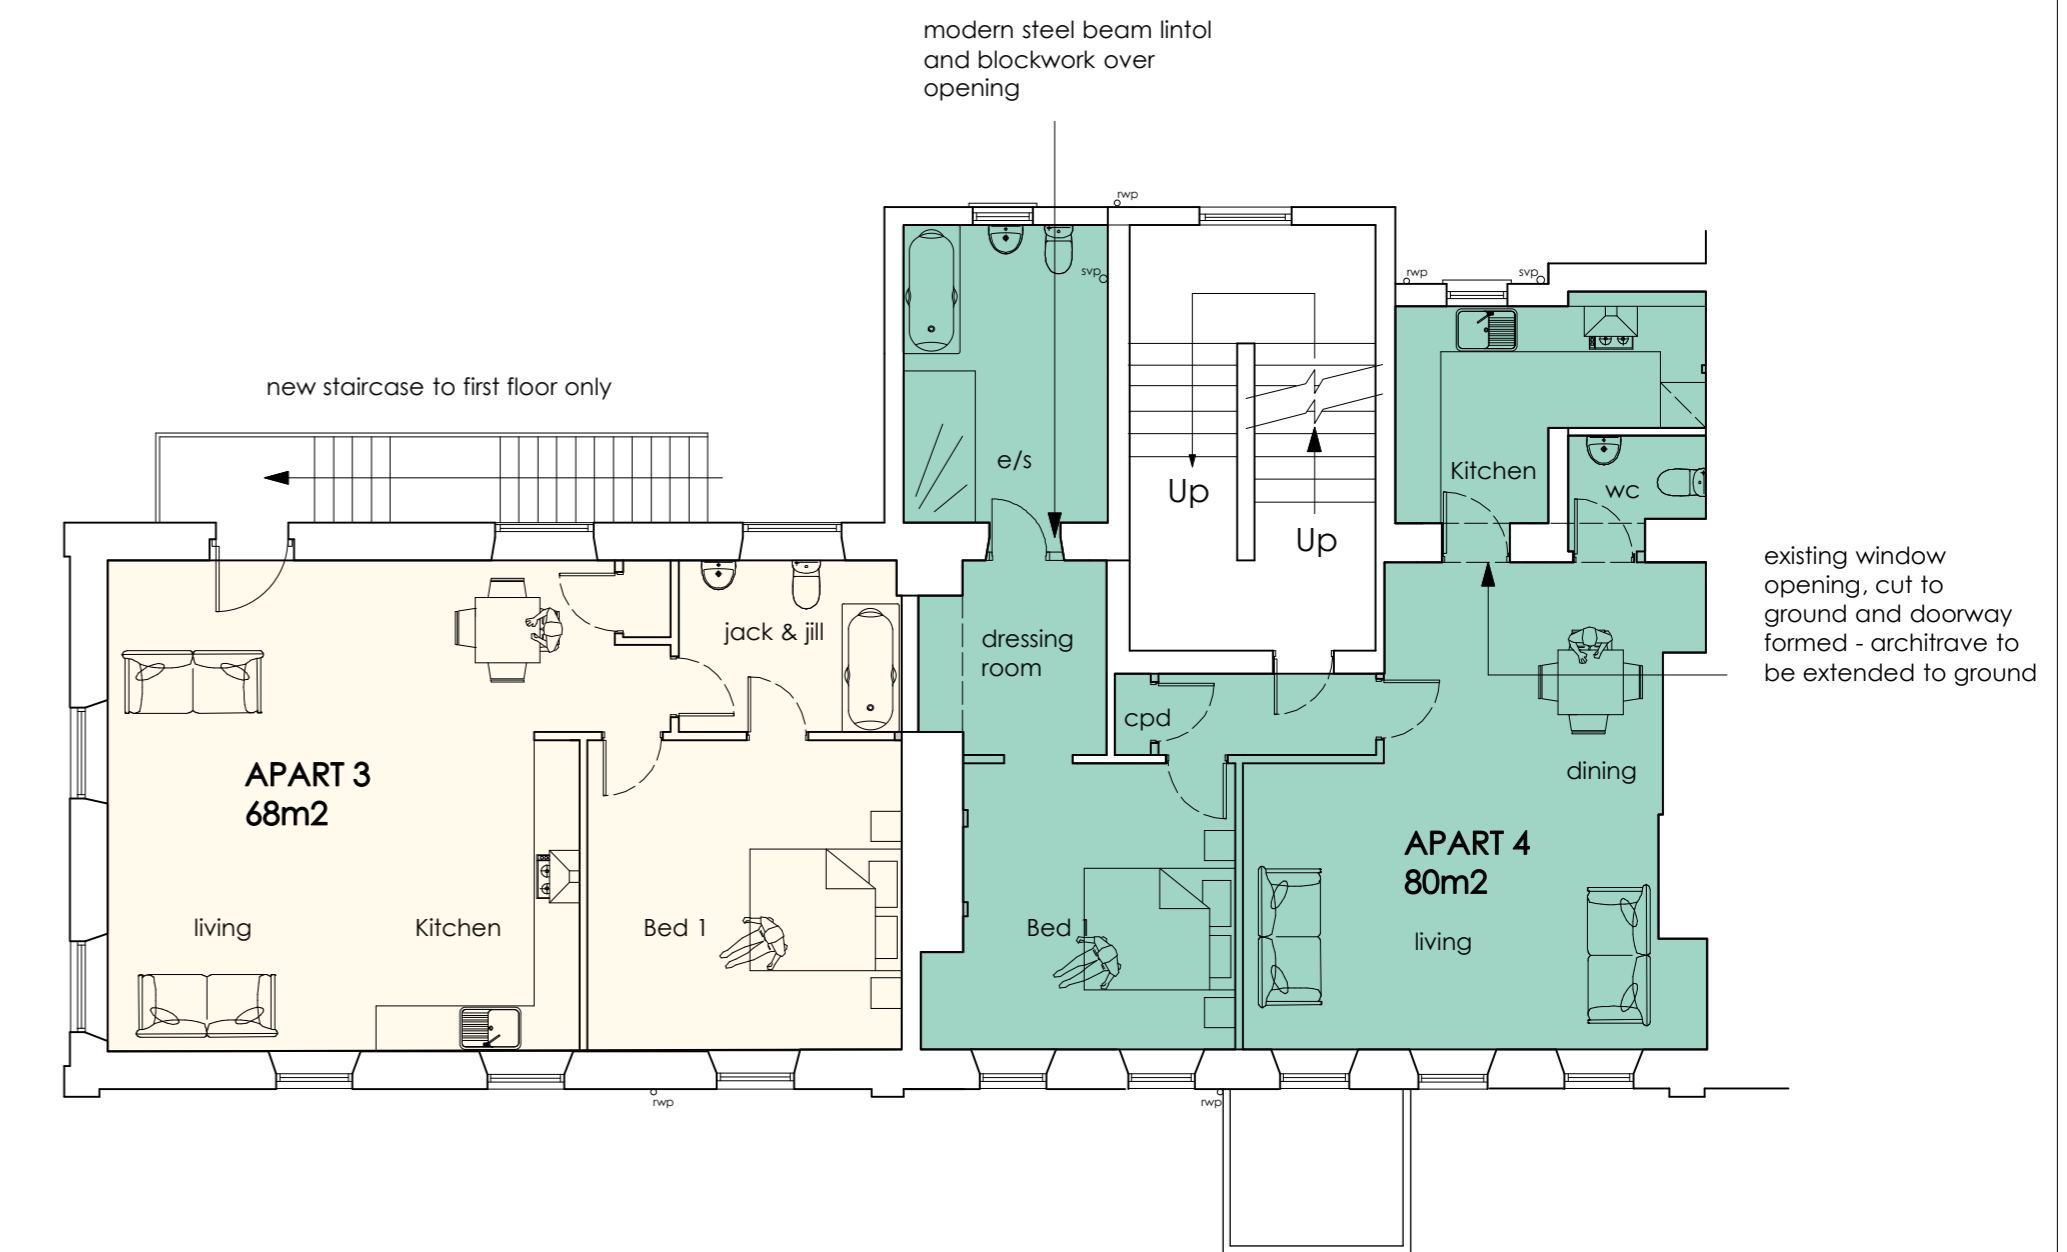 modern steel beam lintol
and blockwork over
opening
rwp
svp
rwp
svp
new staircase to first floor only
e/s
Up
Up
Kitchen
wc
existing window
opening, cut to
ground and doorway
formed - architrave to
be extended to ground
jack & jill
dressing
room
cpd
dining
APART 3
68m2
APART 4
80m2
living
Kitchen
Bed 1
Bed 1
living
rwp
rwp